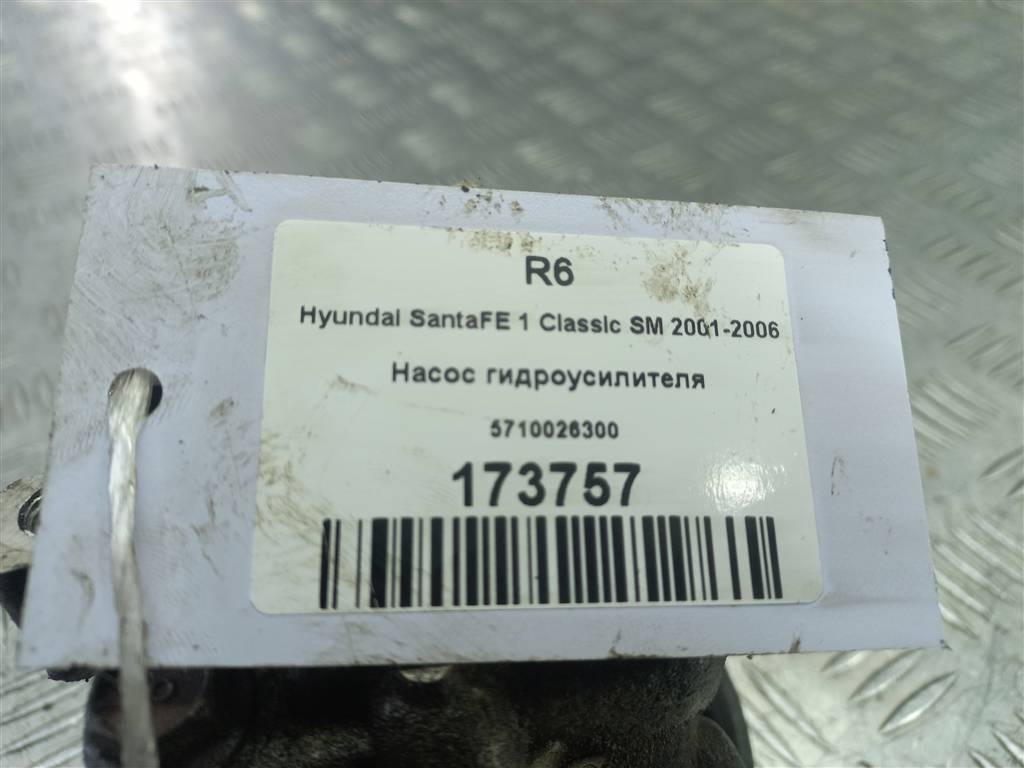 R6
Hyundai SantaFE 1 Classic SM 2001-2006
Насос гидроусилителя
5710026300
173757